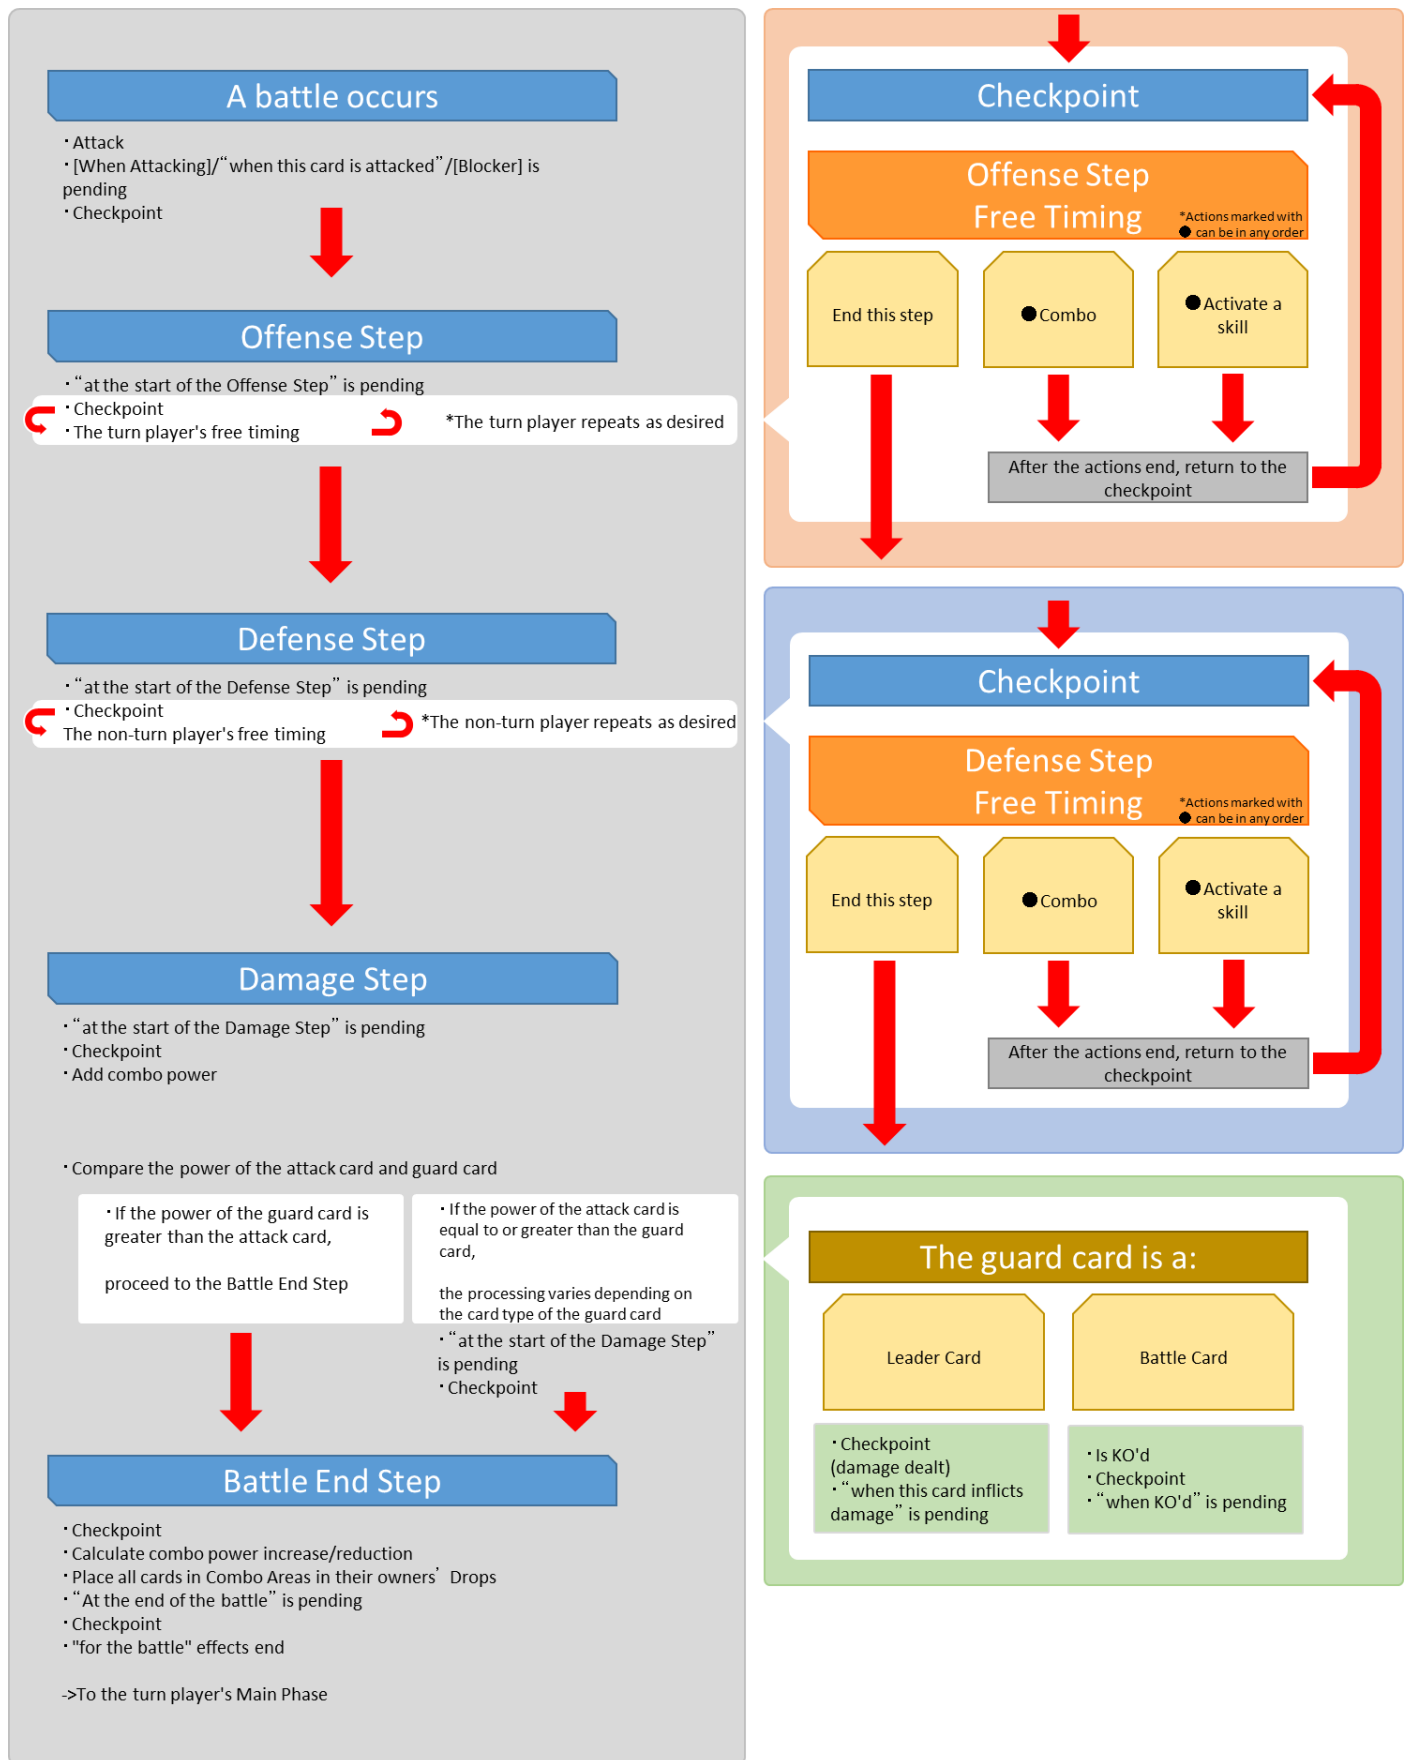 A battle occurs
・Attack
・[When Attacking]/“when this card is attacked”/[Blocker] is
pending
・Checkpoint
Offense Step
・“at the start of the Offense Step” is pending
・Checkpoint
・The turn player's free timing
*The turn player repeats as desired
Defense Step
・“at the start of the Defense Step” is pending
・Checkpoint
The non-turn player's free timing
*The non-turn player repeats as desired
Damage Step
・“at the start of the Damage Step” is pending
・Checkpoint
・Add combo power
・Compare the power of the attack card and guard card
・If the power of the guard card is
greater than the attack card,
proceed to the Battle End Step
・If the power of the attack card is
equal to or greater than the guard
card,
the processing varies depending on
the card type of the guard card
・“at the start of the Damage Step”
is pending
・Checkpoint
Battle End Step
・Checkpoint
・Calculate combo power increase/reduction
・Place all cards in Combo Areas in their owners’ Drops
・“At the end of the battle” is pending
・Checkpoint
・"for the battle" effects end
->To the turn player's Main Phase
Checkpoint
Offense Step
Free Timing
*Actions marked with
● can be in any order
End this step
●Combo
●Activate a
skill
After the actions end, return to the
checkpoint
Checkpoint
Defense Step
Free Timing
*Actions marked with
● can be in any order
End this step
●Combo
●Activate a
skill
After the actions end, return to the
checkpoint
The guard card is a:
Leader Card
Battle Card
・Checkpoint
(damage dealt)
・“when this card inflicts
damage” is pending
・Is KO'd
・Checkpoint
・“when KO'd” is pending